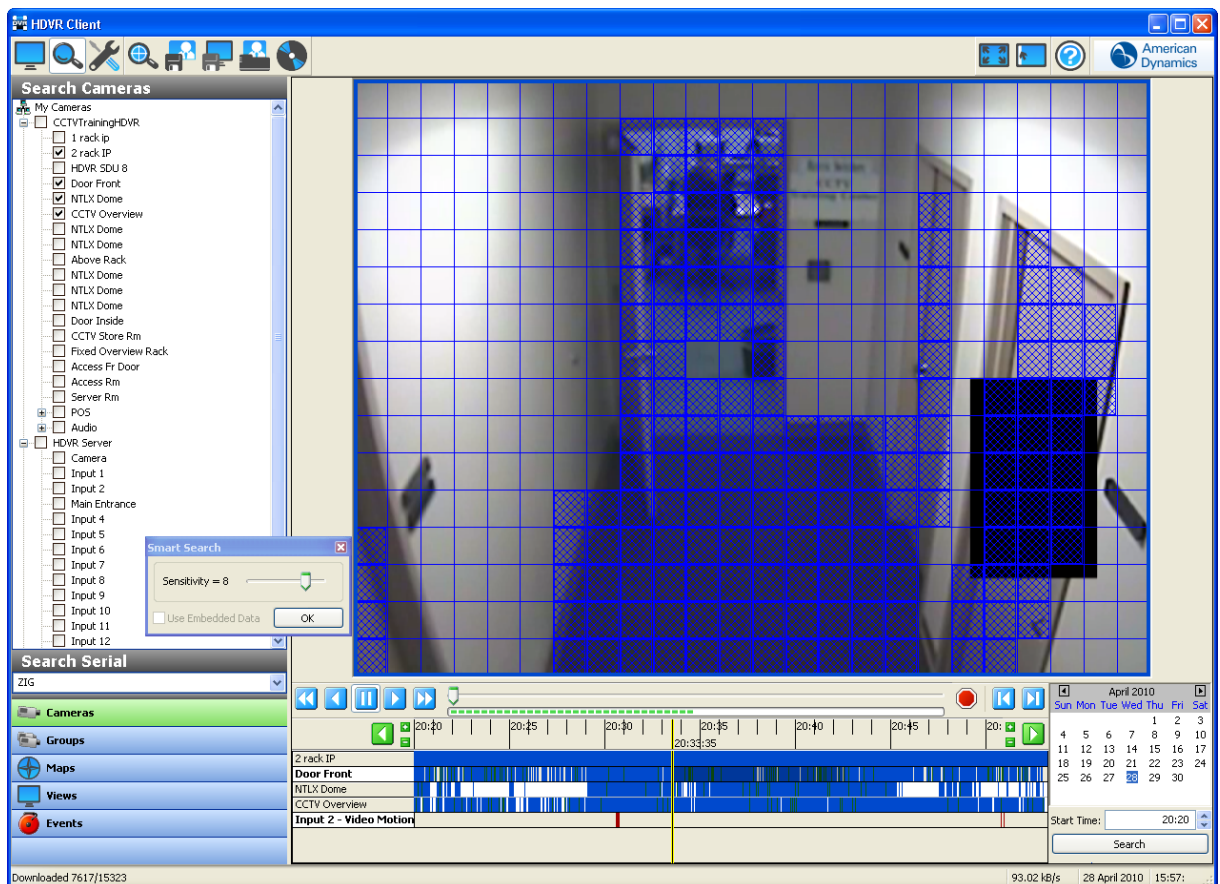 HDVR Client
American
Dynamics
Search Cameras
My Cameras
CCTVTrainingHDVR
1 rack ip
2 rack IP
HDVR SDU 8
Door Front
NTLX Dome
CCTV Overview
NTLX Dome
NTLX Dome
Above Rack
NTLX Dome
NTLX Dome
Door Inside
CCTV Store Rm
Fixed Overview Rack
Access Fr Door
Access Rm
Server Rm
POS
Audio
HDVR Server
Camera
Input 1
Input 2
Main Entrance
Input 4
Input 5
Input 6
Input 7
Input 8
Input 9
Input 10
Input 11
Input 12
Smart Search
Sensitivity = 8
Use Embedded Data
OK
CCTV
Search Serial
ZIG
Cameras
Groups
Maps
Views
Events
20:20 20:25 20:30 20:35 20:40 20:45 20:
20:33:35
2 rack IP
Door Front
NTLX Dome
CCTV Overview
Input 2 - Video Motion
April 2010
Sun Mon Tue Wed Thu Fri Sat
1 2 3
4 5 6 7 8 9 10
11 12 13 14 15 16 17
18 19 20 21 22 23 24
25 26 27 28 29 30
Start Time: 20:20
Search
Downloaded 7617/15323
93.02 kB/s 28 April 2010 15:57: